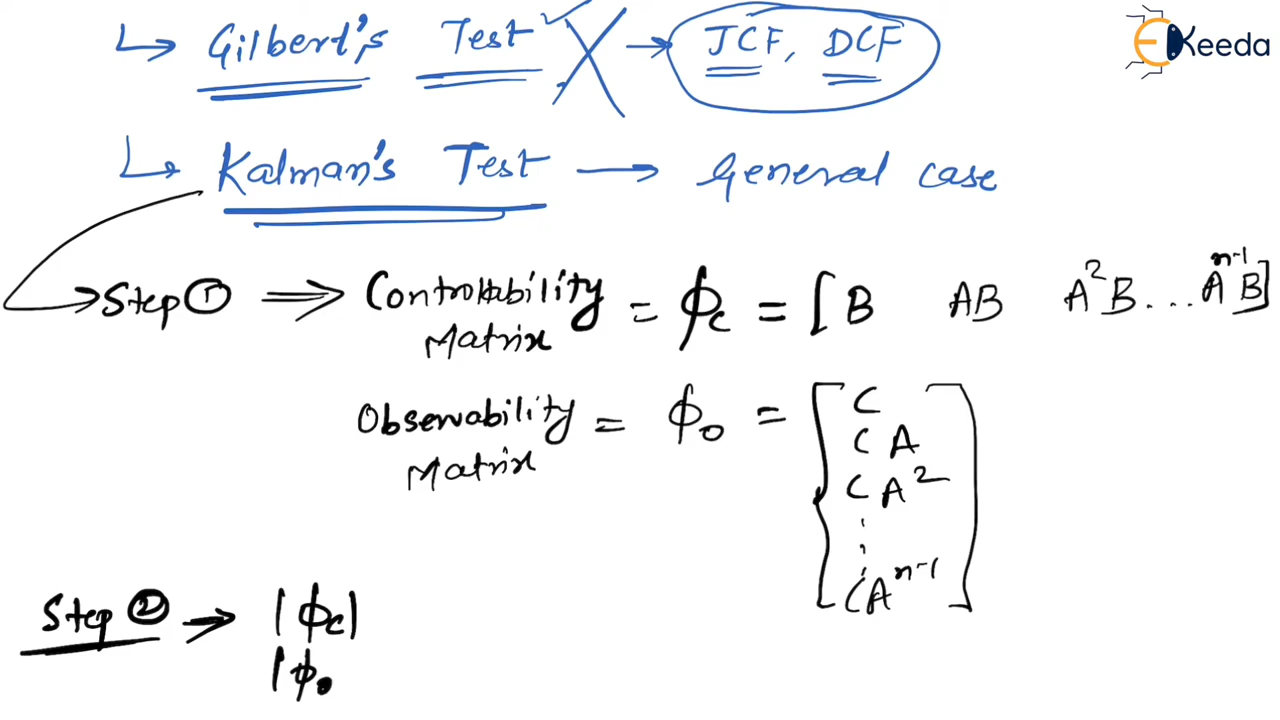 Gilbert's Test → JCF, DCF
EKeeda
Kalman's Test → General case
Step ① ⇒ Controllability Matrix = ϕc = [B AB A²B ... Aⁿ⁻¹B]
Observability Matrix = ϕo = [C
CA
CA²
⋮
CAⁿ⁻¹]
Step ② → |ϕc|
|ϕo